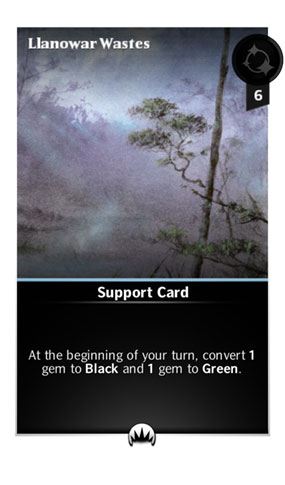 Llanowar Wastes
6
Support Card
At the beginning of your turn, convert 1
gem to Black and 1 gem to Green.